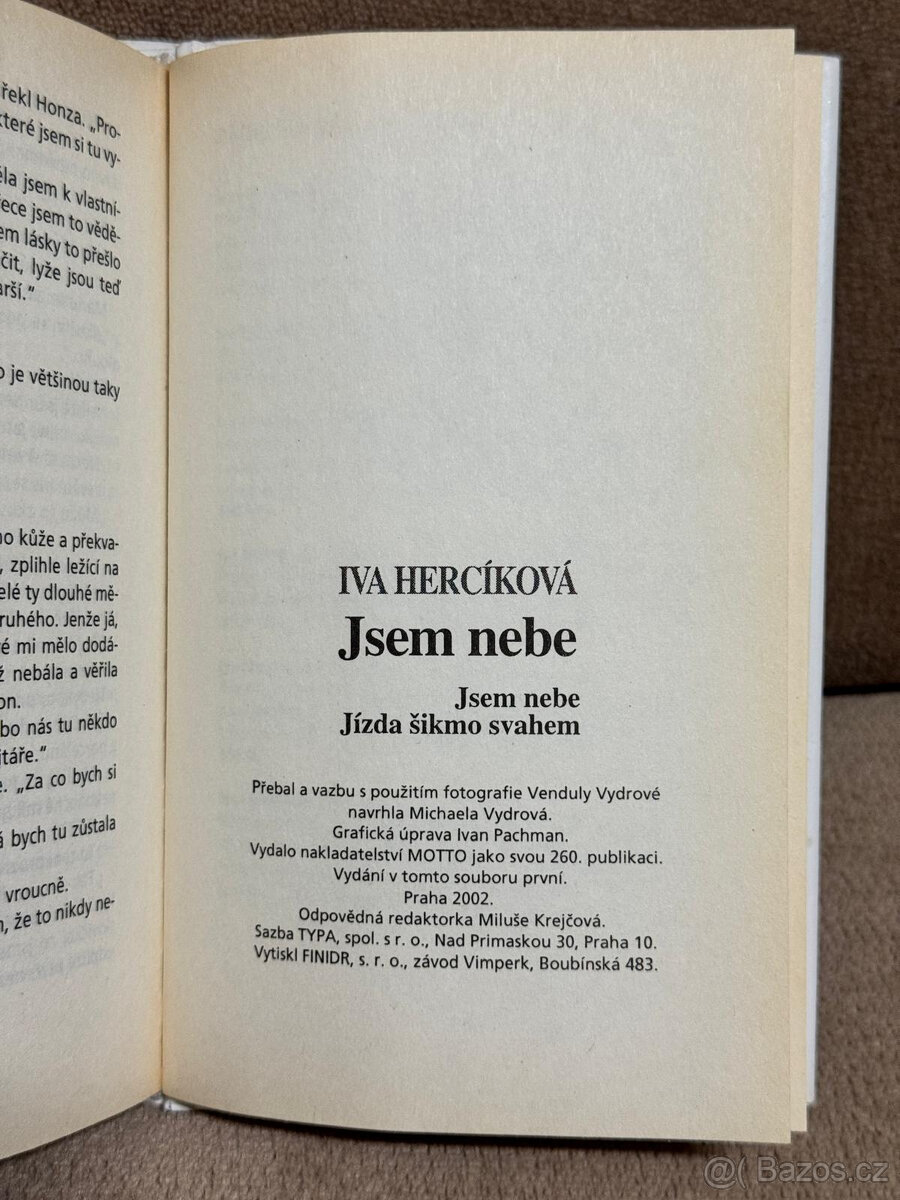 řekl Honza. „Pro-
které jsem si tu vy-
ěla jsem k vlastní-
ece jsem to vědě-
em lásky to přešlo
čit, lyže jsou teď
arší.“
o je většinou taky
ho kůže a překva-
, zplihle ležící na
elé ty dlouhé mě-
ruhého. Jenže já,
é mi mělo dodá-
ž nebála a věřila
on.
bo nás tu někdo
itáře.“
e. „Za co bych si
á bych tu zůstala
vroucně.
n, že to nikdy ne-
IVA HERCÍKOVÁ
Jsem nebe
Jsem nebe
Jízda šikmo svahem
Přebal a vazbu s použitím fotografie Venduly Vydrové
navrhla Michaela Vydrová.
Grafická úprava Ivan Pachman.
Vydalo nakladatelství MOTTO jako svou 260. publikaci.
Vydání v tomto souboru první.
Praha 2002.
Odpovědná redaktorka Miluše Krejčová.
Sazba TYPA, spol. s r. o., Nad Primaskou 30, Praha 10.
Vytiskl FINIDR, s. r. o., závod Vimperk, Boubínská 483.
@ Bazos.cz